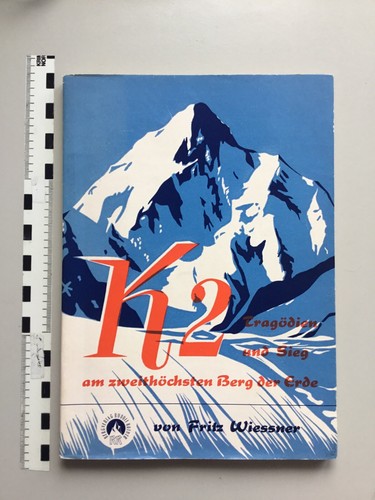 K2
Tragödien
und Sieg
am zweithöchsten Berg der Erde
von Fritz Wiessner